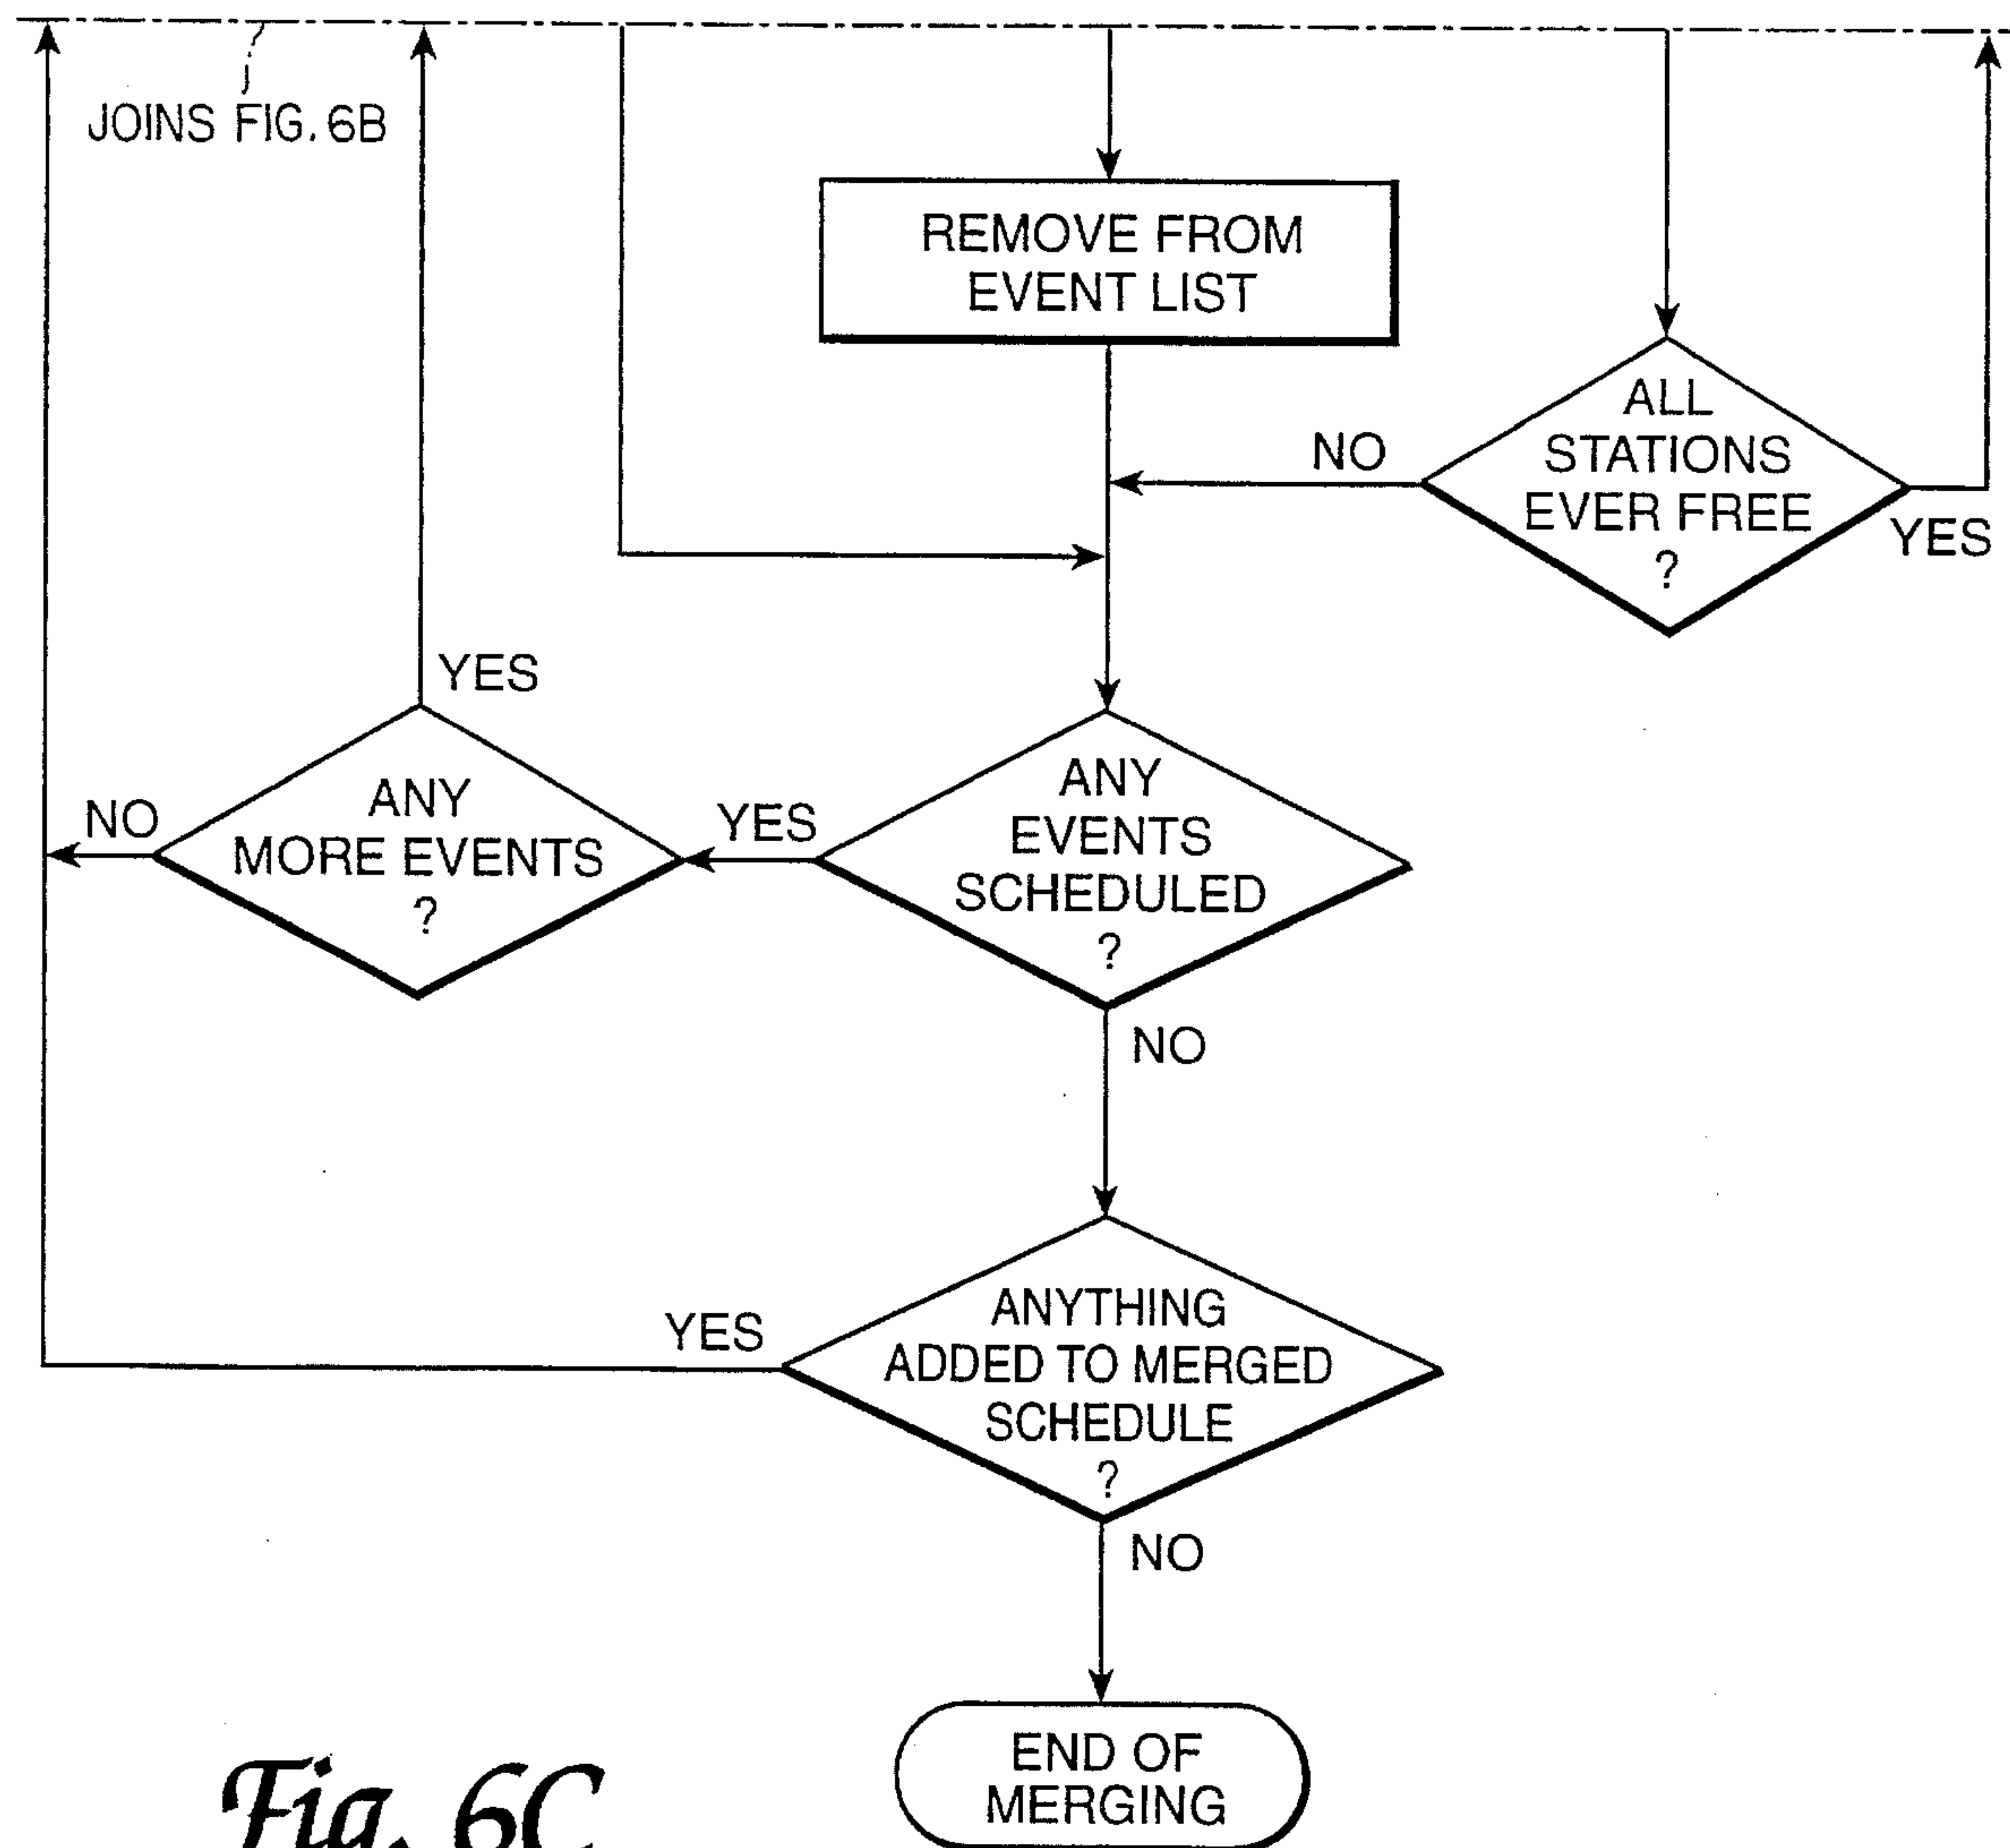 JOINS FIG. 6B
REMOVE FROM
EVENT LIST
ALL
STATIONS
EVER FREE
?
NO
YES
YES
ANY
MORE EVENTS
?
NO
YES
ANY
EVENTS
SCHEDULED
?
NO
YES
ANYTHING
ADDED TO MERGED
SCHEDULE
?
NO
END OF
MERGING
Fig. 6C